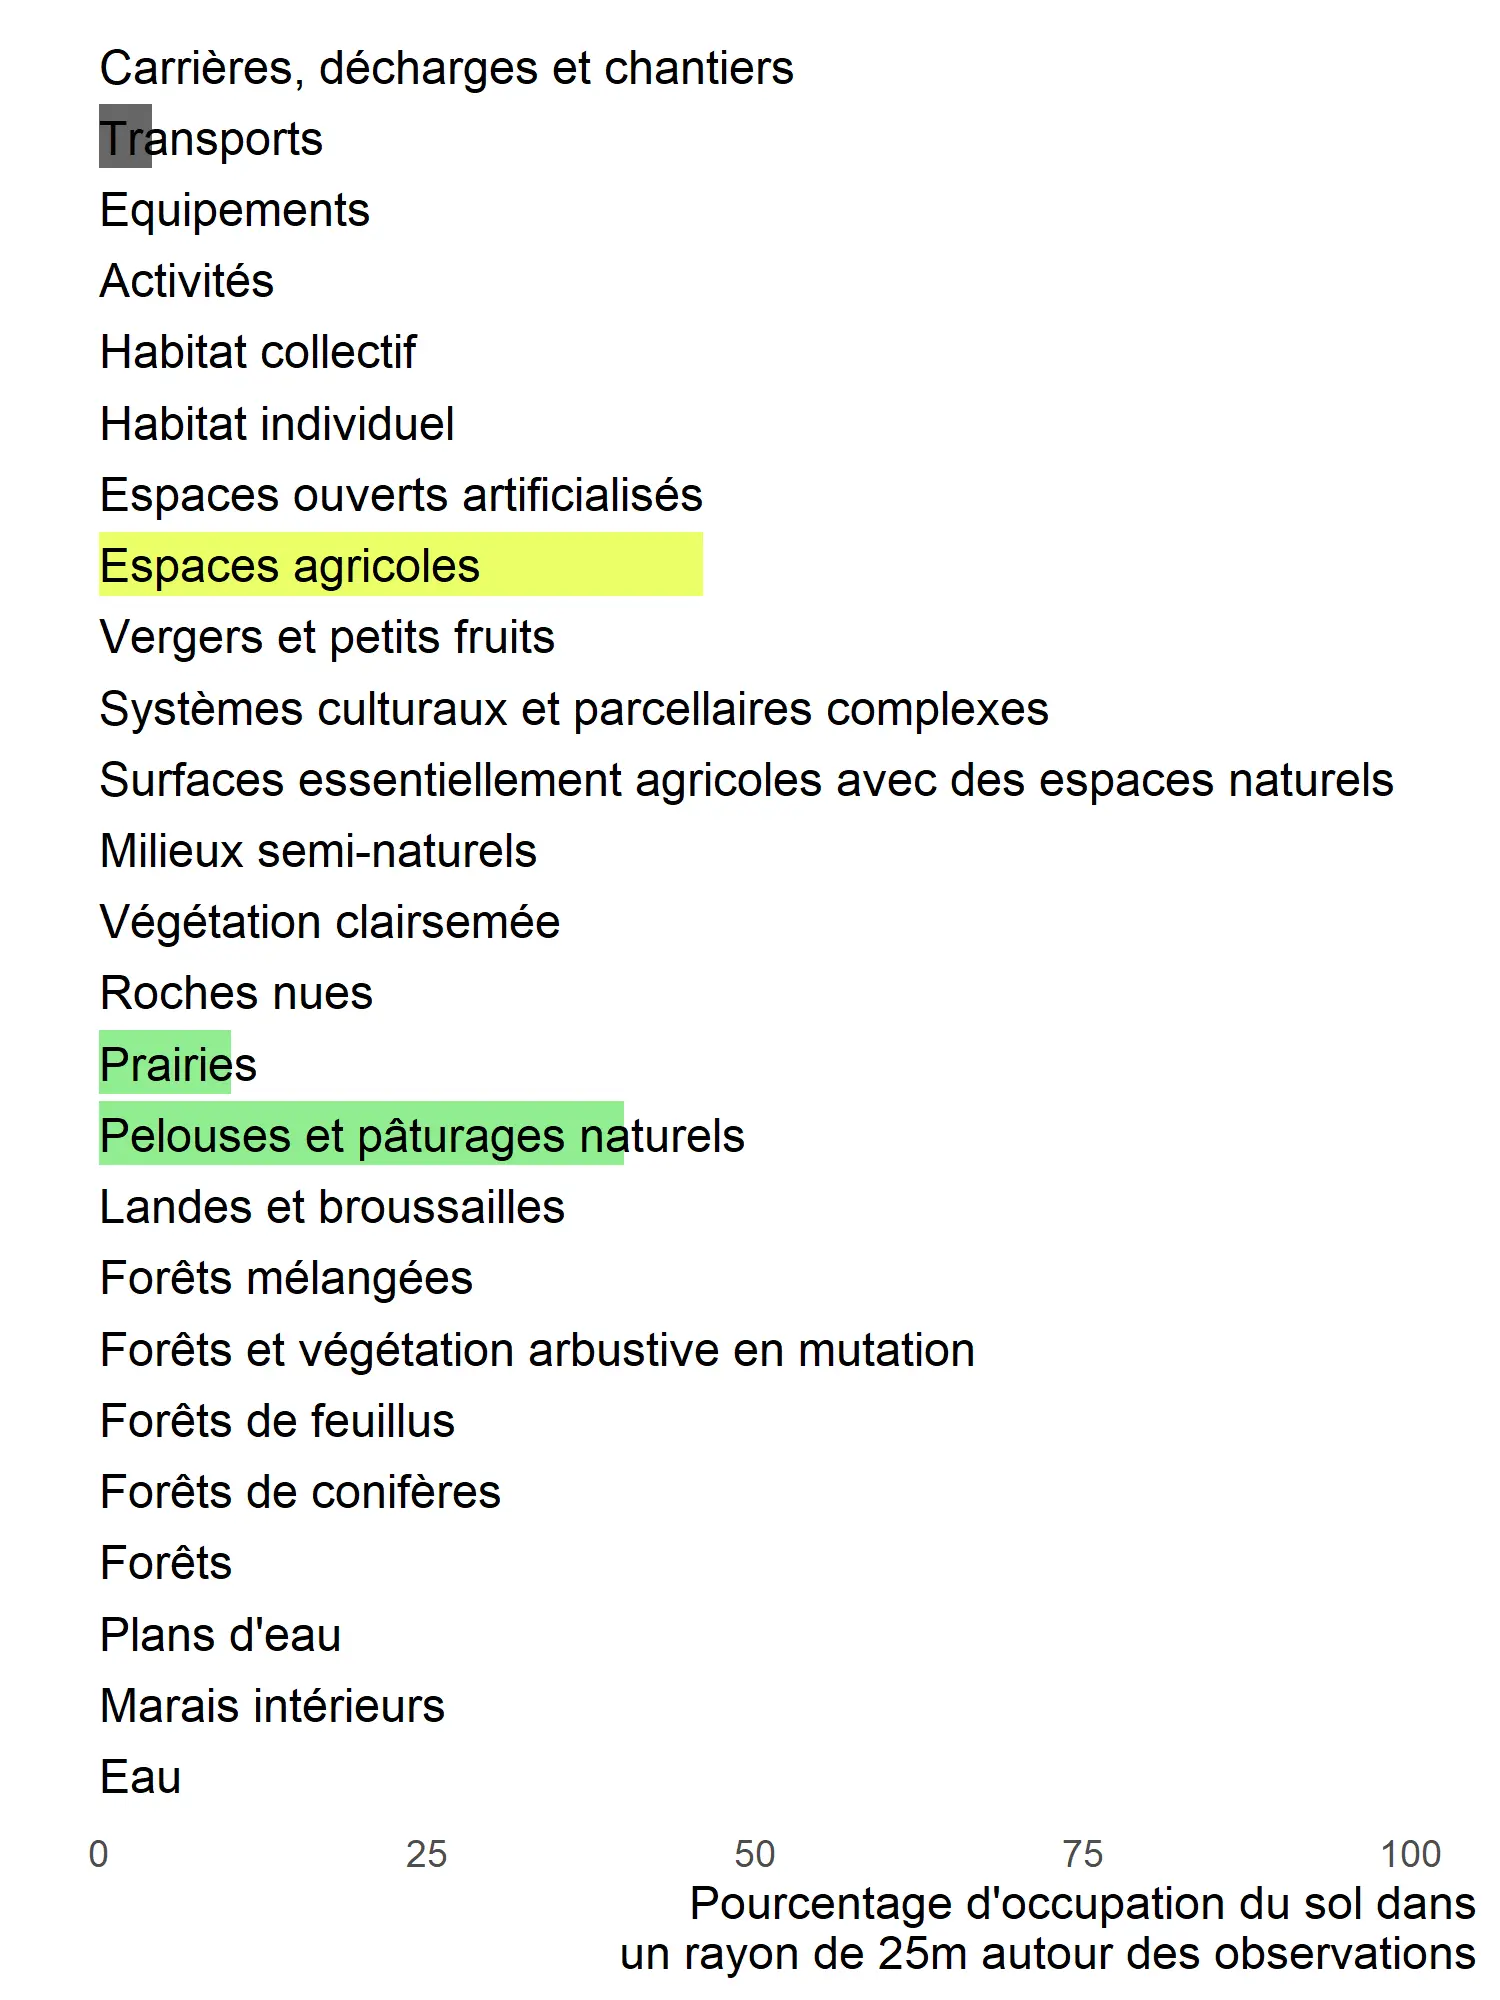 Carrières, décharges et chantiers
Transports
Equipements
Activités
Habitat collectif
Habitat individuel
Espaces ouverts artificialisés
Espaces agricoles
Vergers et petits fruits
Systèmes culturaux et parcellaires complexes
Surfaces essentiellement agricoles avec des espaces naturels
Milieux semi-naturels
Végétation clairsemée
Roches nues
Prairies
Pelouses et pâturages naturels
Landes et broussailles
Forêts mélangées
Forêts et végétation arbustive en mutation
Forêts de feuillus
Forêts de conifères
Forêts
Plans d'eau
Marais intérieurs
Eau
0 25 50 75 100
Pourcentage d'occupation du sol dans
un rayon de 25m autour des observations